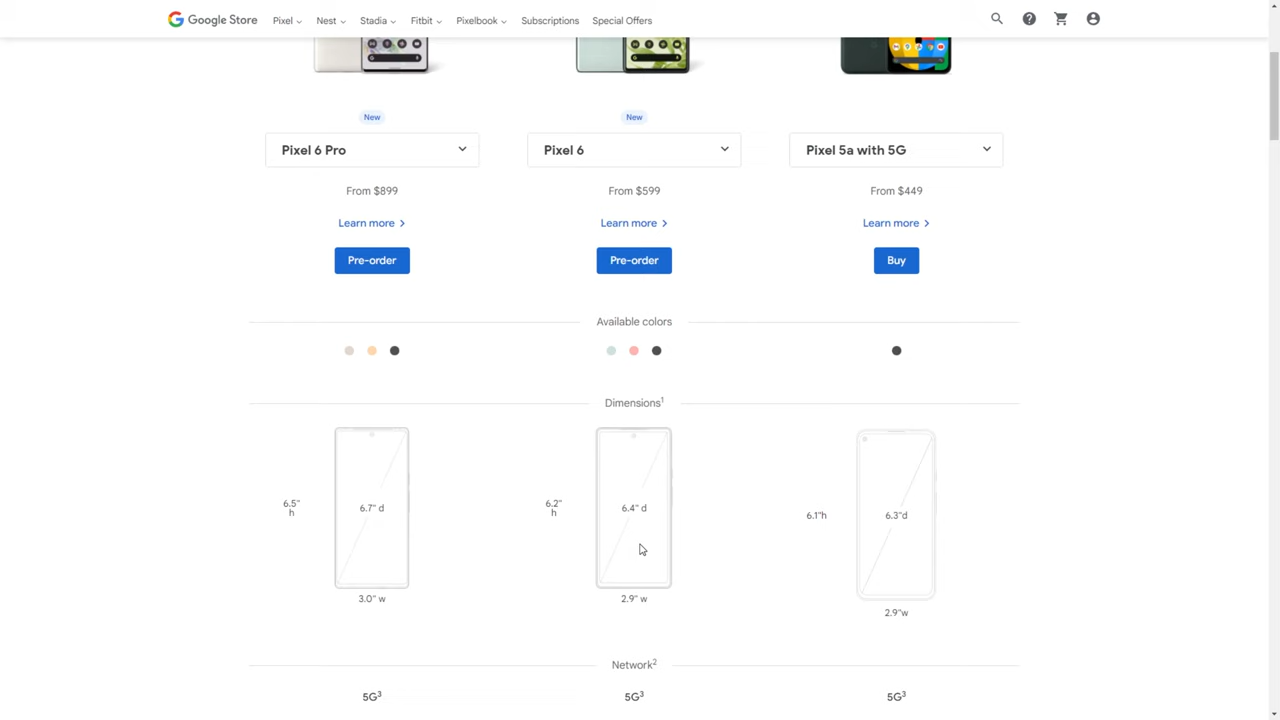 Google Store Pixel Nest Stadia Fitbit Pixelbook Subscriptions Special Offers
New New
Pixel 6 Pro Pixel 6 Pixel 5a with 5G
From $899 From $599 From $449
Learn more Learn more Learn more
Pre-order Pre-order Buy
Available colors
Dimensions¹
6.5" h 6.7" d 6.2" h 6.4" d 6.1"h 6.3"d
3.0" w 2.9" w 2.9"w
Network²
5G³ 5G³ 5G³